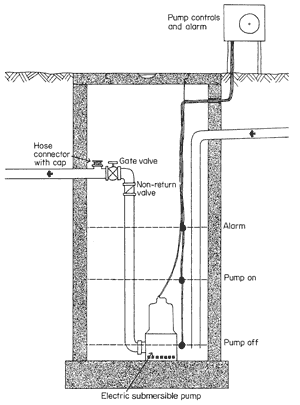 Pump controls
and alarm
Hose
connector
with cap
Gate valve
Non-return
valve
Alarm
Pump on
Pump off
Electric submersible pump